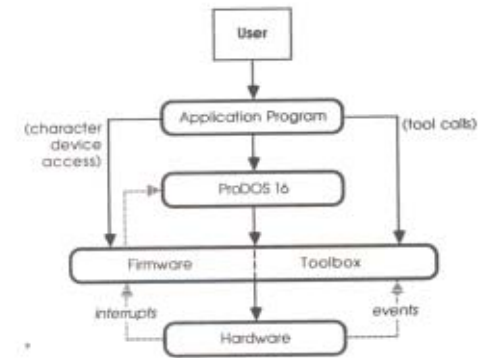 User
Application Program
(character
device
access)
(tool calls)
ProDOS 16
Firmware
Toolbox
interrupts
events
Hardware